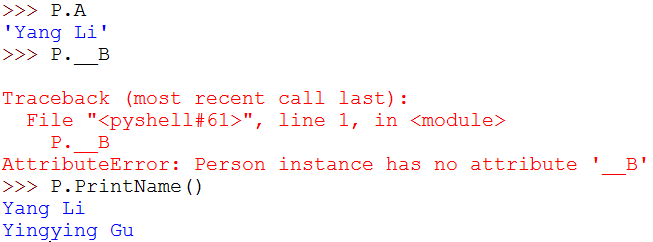 >>> P.A
'Yang Li'
>>> P.__B
Traceback (most recent call last):
  File "<pyshell#61>", line 1, in <module>
    P.__B
AttributeError: Person instance has no attribute '__B'
>>> P.PrintName()
Yang Li
Yingying Gu